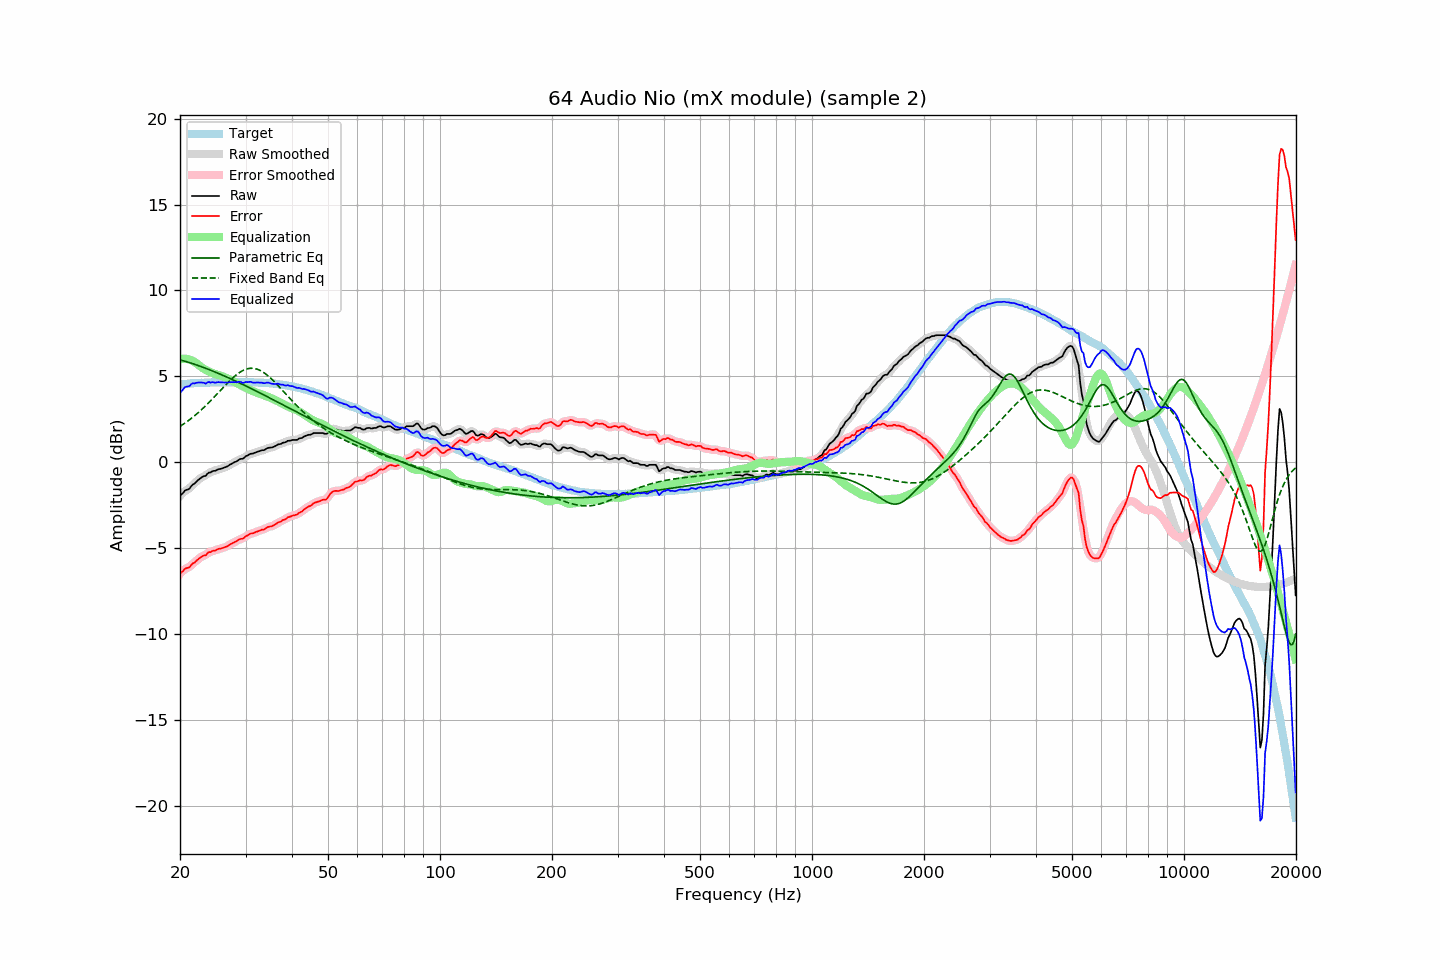 64 Audio Nio (mX module) (sample 2)
20
15
10
5
0
−5
−10
−15
−20
Amplitude (dBr)
Target
Raw Smoothed
Error Smoothed
Raw
Error
Equalization
Parametric Eq
Fixed Band Eq
Equalized
20 50 100 200 500 1000 2000 5000 10000 20000
Frequency (Hz)